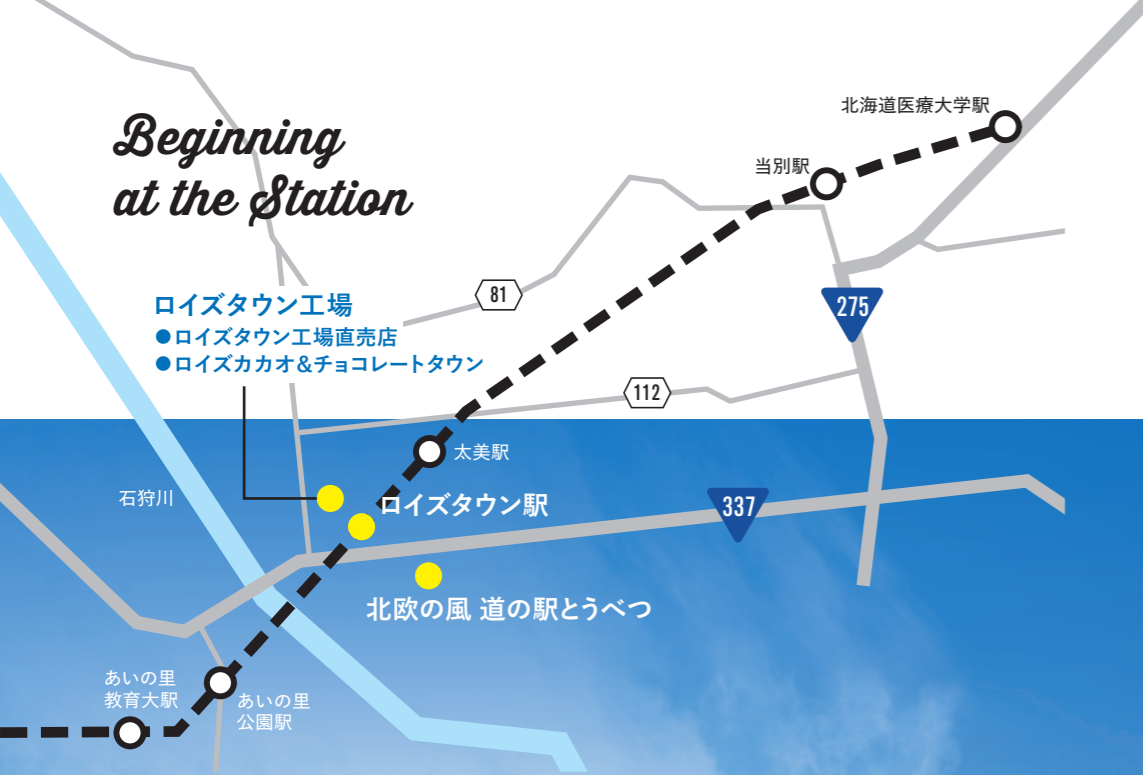 Beginning
at the Station
北海道医療大学駅
当別駅
81
275
ロイズタウン工場
●ロイズタウン工場直売店
●ロイズカカオ&チョコレートタウン
112
太美駅
石狩川
ロイズタウン駅
337
北欧の風 道の駅とうべつ
あいの里
教育大駅
あいの里
公園駅